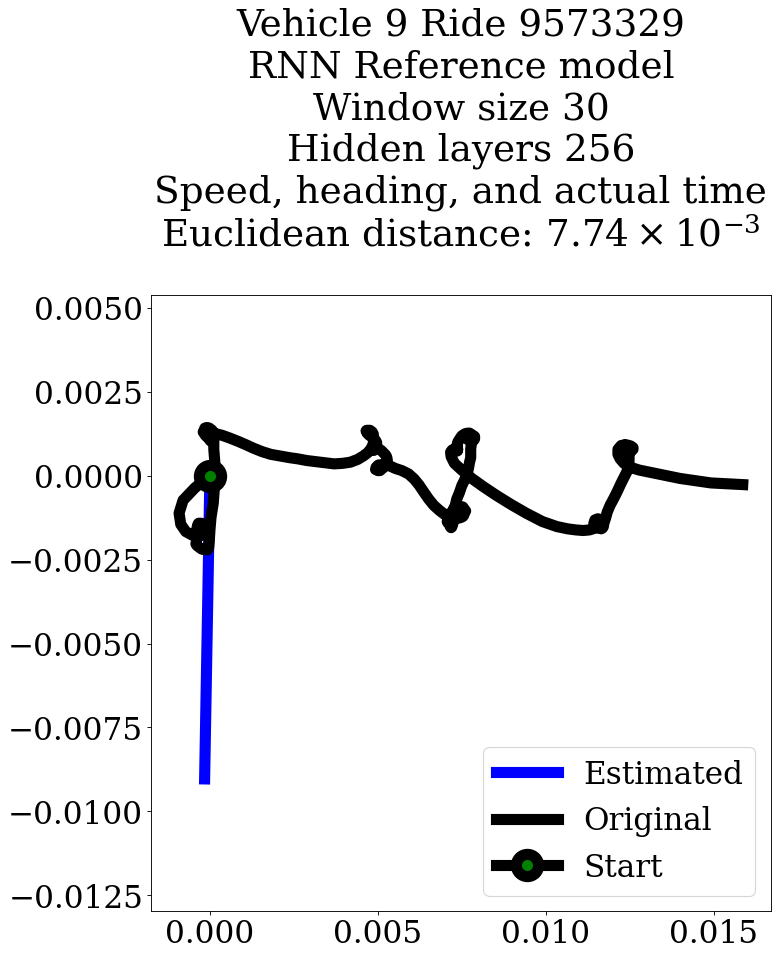 Vehicle 9 Ride 9573329
RNN Reference model
Window size 30
Hidden layers 256
Speed, heading, and actual time
Euclidean distance: 7.74 × 10⁻³
0.0050
0.0025
0.0000
−0.0025
−0.0050
−0.0075
−0.0100
−0.0125
Estimated
Original
Start
0.000 0.005 0.010 0.015